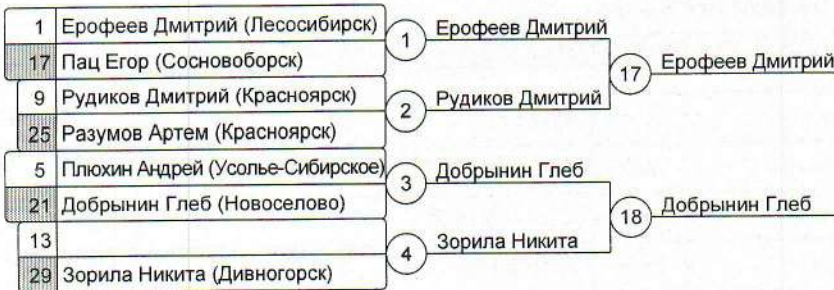 1 Ерофеев Дмитрий (Лесосибирск)
17 Пац Егор (Сосновоборск)
1 Ерофеев Дмитрий
9 Рудиков Дмитрий (Красноярск)
25 Разумов Артем (Красноярск)
2 Рудиков Дмитрий
17 Ерофеев Дмитрий
5 Плюхин Андрей (Усолье-Сибирское)
21 Добрынин Глеб (Новоселово)
3 Добрынин Глеб
13
29 Зорила Никита (Дивногорск)
4 Зорила Никита
18 Добрынин Глеб